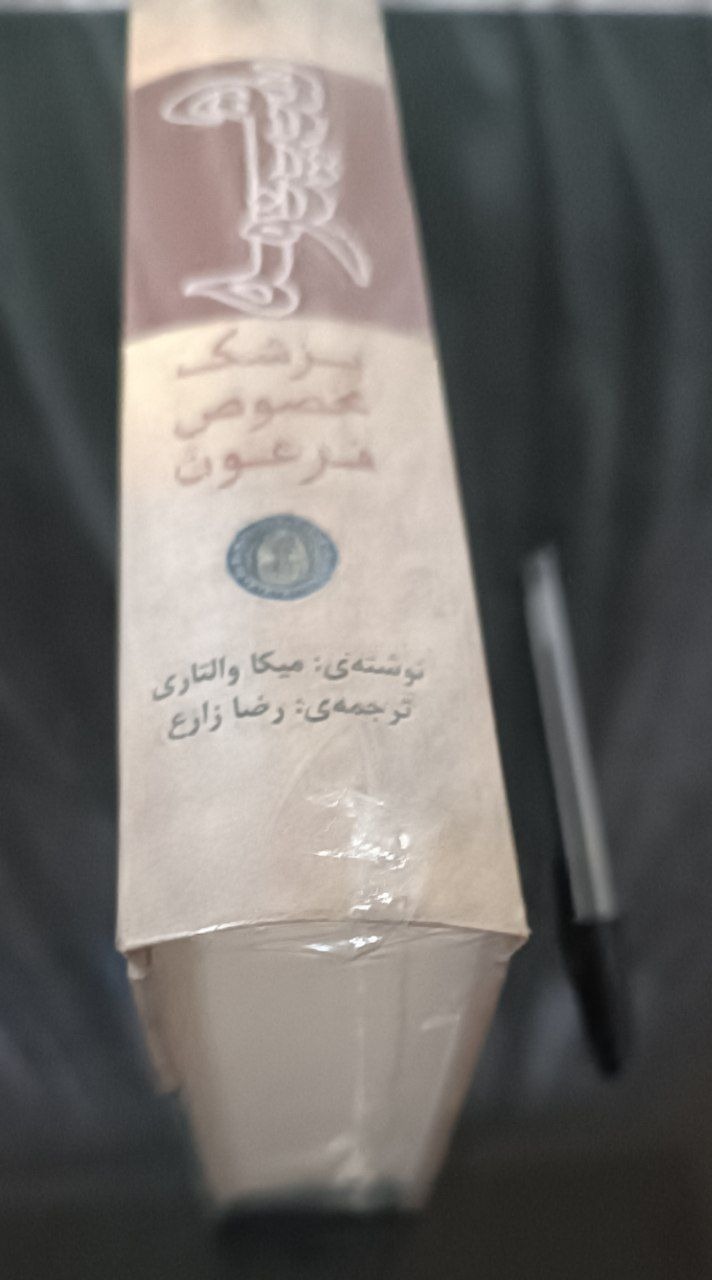 پزشک
مخصوص
فرعون
نوشته‌ی: میکا والتاری
ترجمه‌ی: رضا زارع